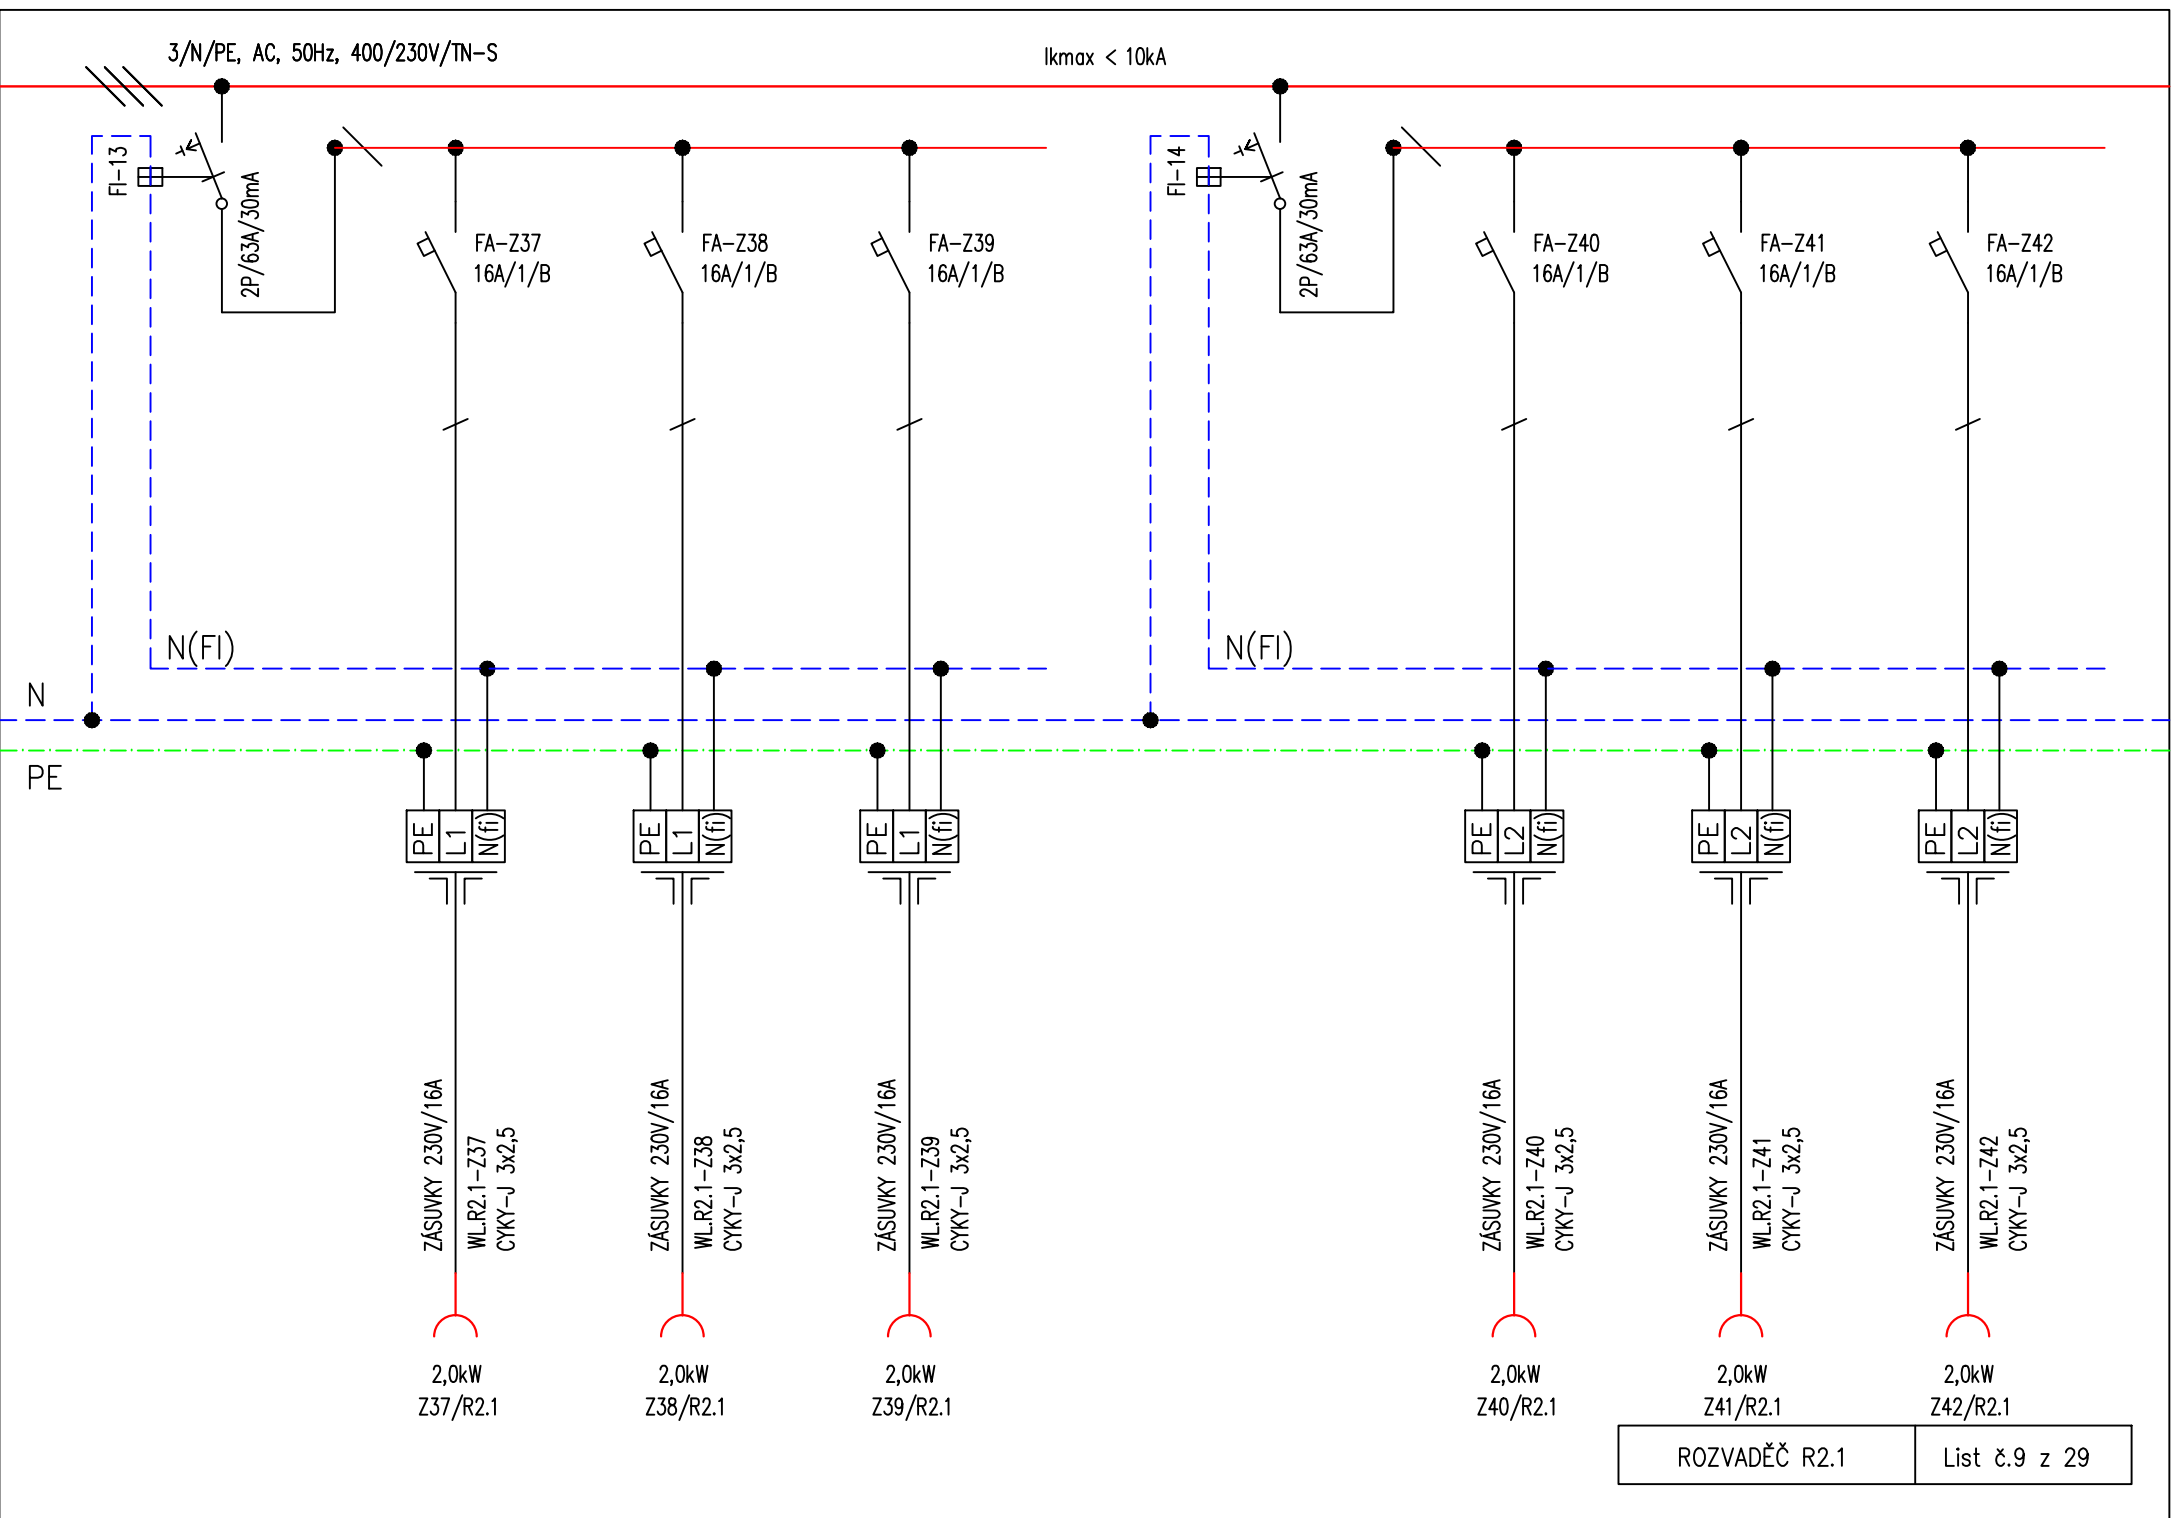 3/N/PE, AC, 50Hz, 400/230V/TN-S
Ikmax < 10kA
FI-13
2P/63A/30mA
FA-Z37
16A/1/B
FA-Z38
16A/1/B
FA-Z39
16A/1/B
FI-14
2P/63A/30mA
FA-Z40
16A/1/B
FA-Z41
16A/1/B
FA-Z42
16A/1/B
N(FI)
N(FI)
N
PE
PE L1 N(fi)
PE L1 N(fi)
PE L1 N(fi)
PE L2 N(fi)
PE L2 N(fi)
PE L2 N(fi)
ZÁSUVKY 230V/16A
WL.R2.1-Z37
CYKY-J 3x2,5
ZÁSUVKY 230V/16A
WL.R2.1-Z38
CYKY-J 3x2,5
ZÁSUVKY 230V/16A
WL.R2.1-Z39
CYKY-J 3x2,5
ZÁSUVKY 230V/16A
WL.R2.1-Z40
CYKY-J 3x2,5
ZÁSUVKY 230V/16A
WL.R2.1-Z41
CYKY-J 3x2,5
ZÁSUVKY 230V/16A
WL.R2.1-Z42
CYKY-J 3x2,5
2,0kW
Z37/R2.1
2,0kW
Z38/R2.1
2,0kW
Z39/R2.1
2,0kW
Z40/R2.1
2,0kW
Z41/R2.1
2,0kW
Z42/R2.1
ROZVADĚČ R2.1
List č.9 z 29